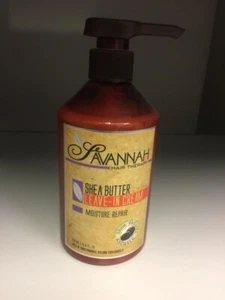 SAVANNAH
HAIR THERAPY
SHEA BUTTER
LEAVE-IN CREAM
MOISTURE REPAIR